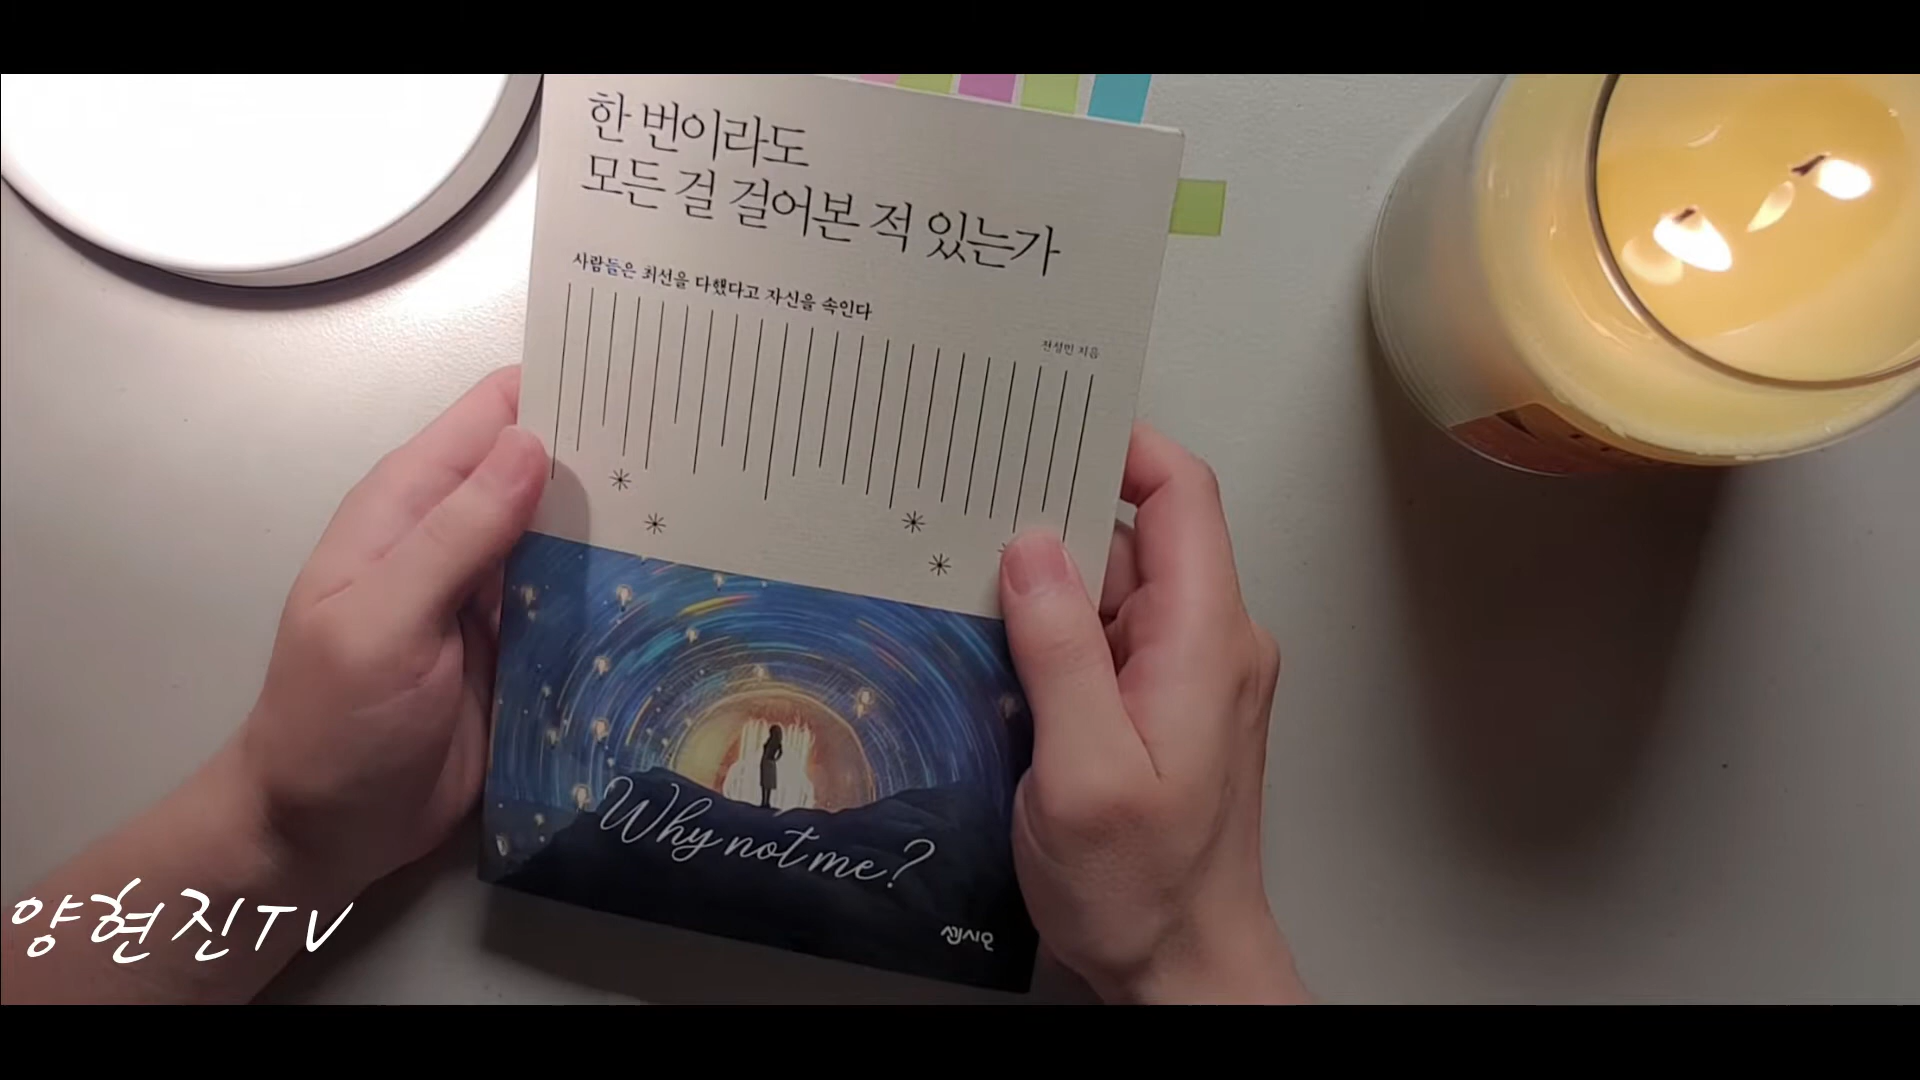 한 번이라도
모든 걸 걸어본 적 있는가
사람들은 최선을 다했다고 자신을 속인다
전성민 지음
Why not me?
쎈시오
양현진TV